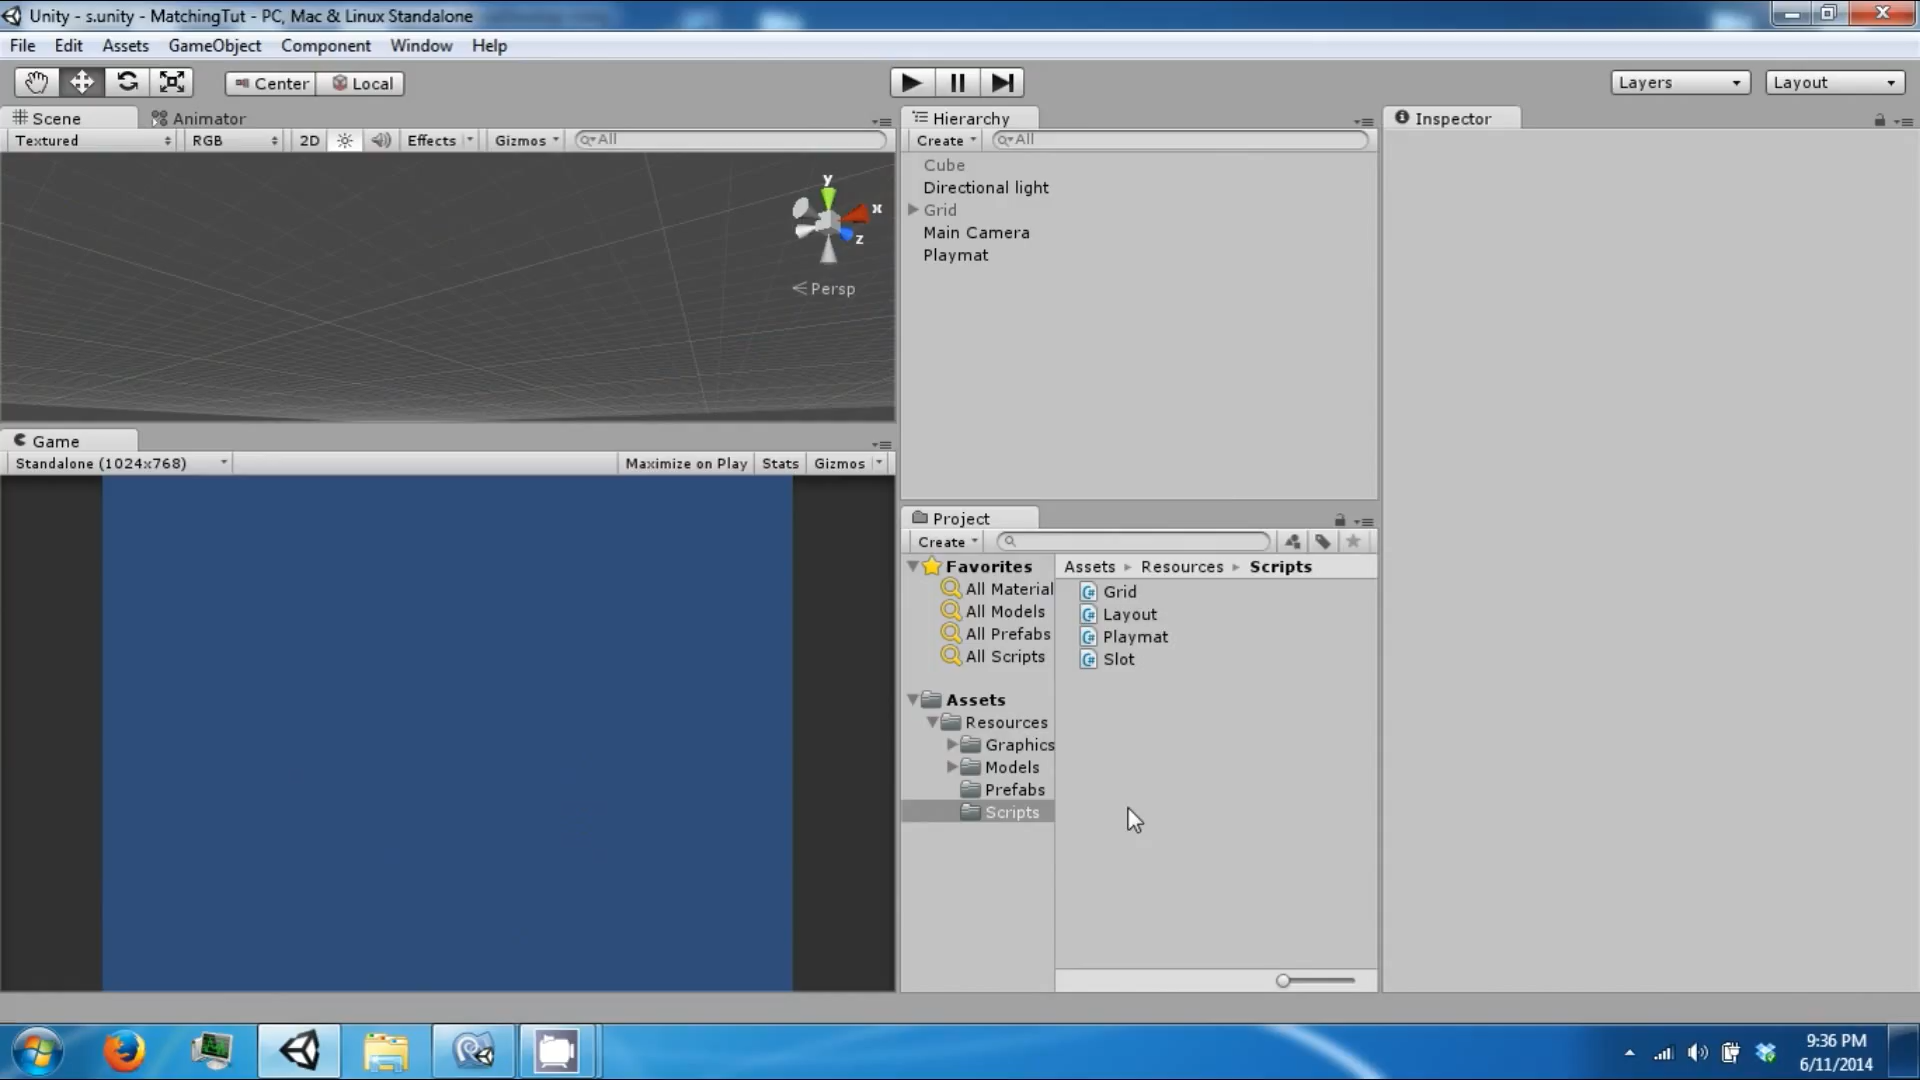 Unity - s.unity - MatchingTut - PC, Mac & Linux Standalone
File Edit Assets GameObject Component Window Help
Center Local Layers Layout
Scene Animator
Textured RGB 2D Effects Gizmos All
y
x
z
Persp
Hierarchy
Create All
Cube
Directional light
Grid
Main Camera
Playmat
Inspector
Game
Standalone (1024x768) Maximize on Play Stats Gizmos
Project
Create
Favorites
All Material
All Models
All Prefabs
All Scripts
Assets
Resources
Graphics
Models
Prefabs
Scripts
Assets Resources Scripts
Grid
Layout
Playmat
Slot
9:36 PM
6/11/2014